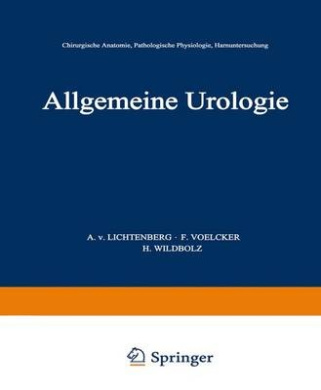 Chirurgische Anatomie, Pathologische Physiologie, Harnuntersuchung
Allgemeine Urologie
A. v. LICHTENBERG · F. VOELCKER
H. WILDBOLZ
Springer